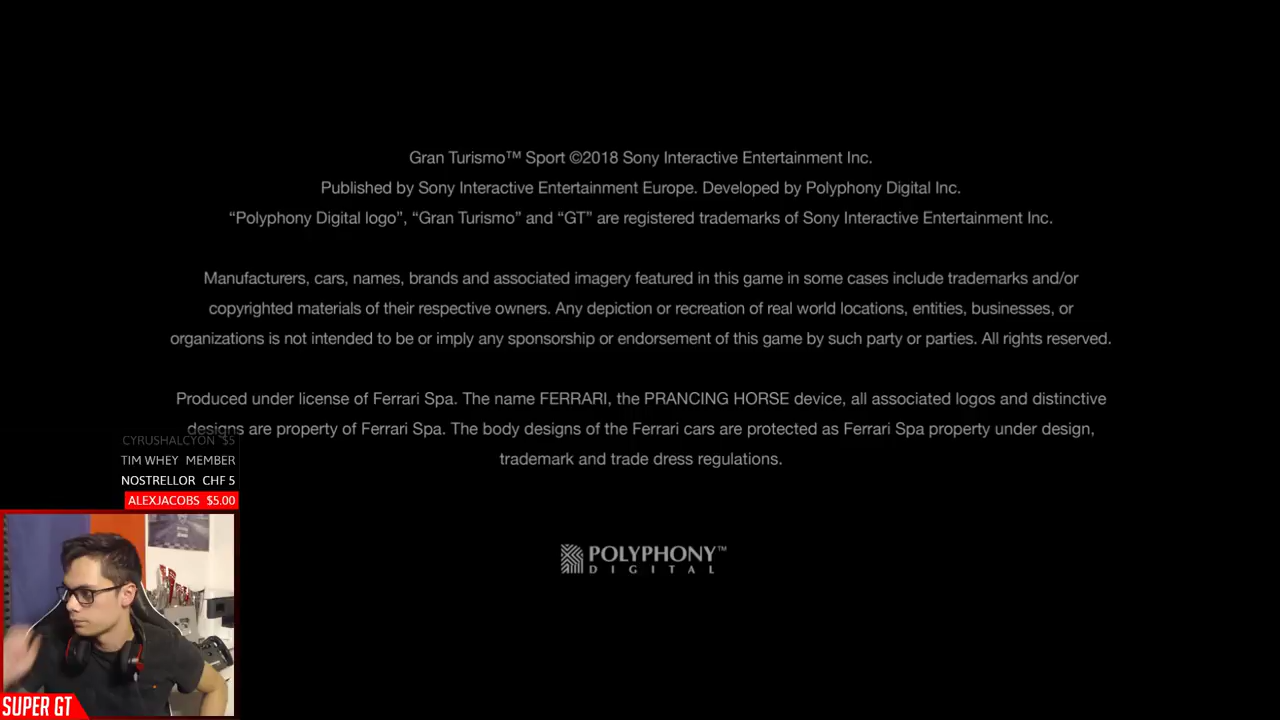 Gran Turismo™ Sport ©2018 Sony Interactive Entertainment Inc.
Published by Sony Interactive Entertainment Europe. Developed by Polyphony Digital Inc.
“Polyphony Digital logo”, “Gran Turismo” and “GT” are registered trademarks of Sony Interactive Entertainment Inc.
Manufacturers, cars, names, brands and associated imagery featured in this game in some cases include trademarks and/or
copyrighted materials of their respective owners. Any depiction or recreation of real world locations, entities, businesses, or
organizations is not intended to be or imply any sponsorship or endorsement of this game by such party or parties. All rights reserved.
Produced under license of Ferrari Spa. The name FERRARI, the PRANCING HORSE device, all associated logos and distinctive
designs are property of Ferrari Spa. The body designs of the Ferrari cars are protected as Ferrari Spa property under design,
trademark and trade dress regulations.
POLYPHONY™
DIGITAL
CYRUSHALCYON $5
TIM WHEY MEMBER
NOSTRELLOR CHF 5
ALEXJACOBS $5.00
SUPER GT